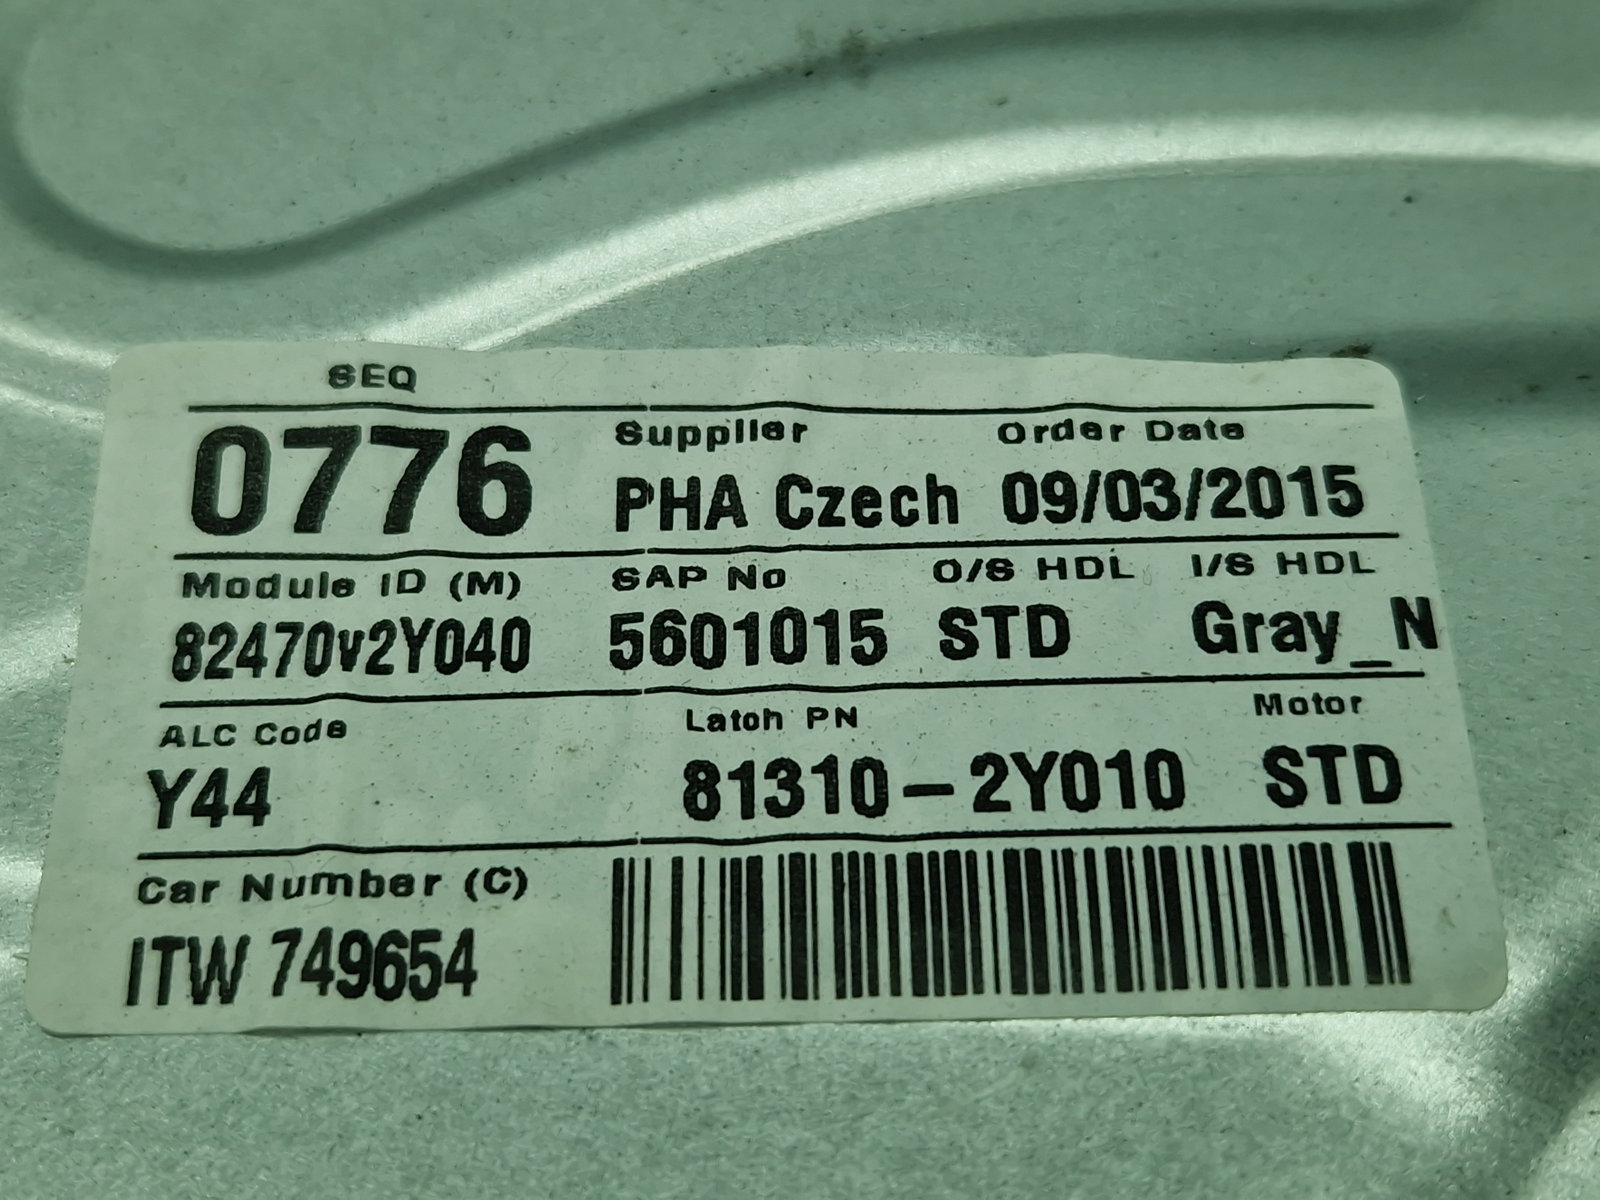 SEQ
0776 Supplier Order Date
PHA Czech 09/03/2015
Module ID (M) SAP No O/S HDL I/S HDL
82470v2Y040 5601015 STD Gray_N
ALC Code Latch PN Motor
Y44 81310-2Y010 STD
Car Number (C)
ITW 749654